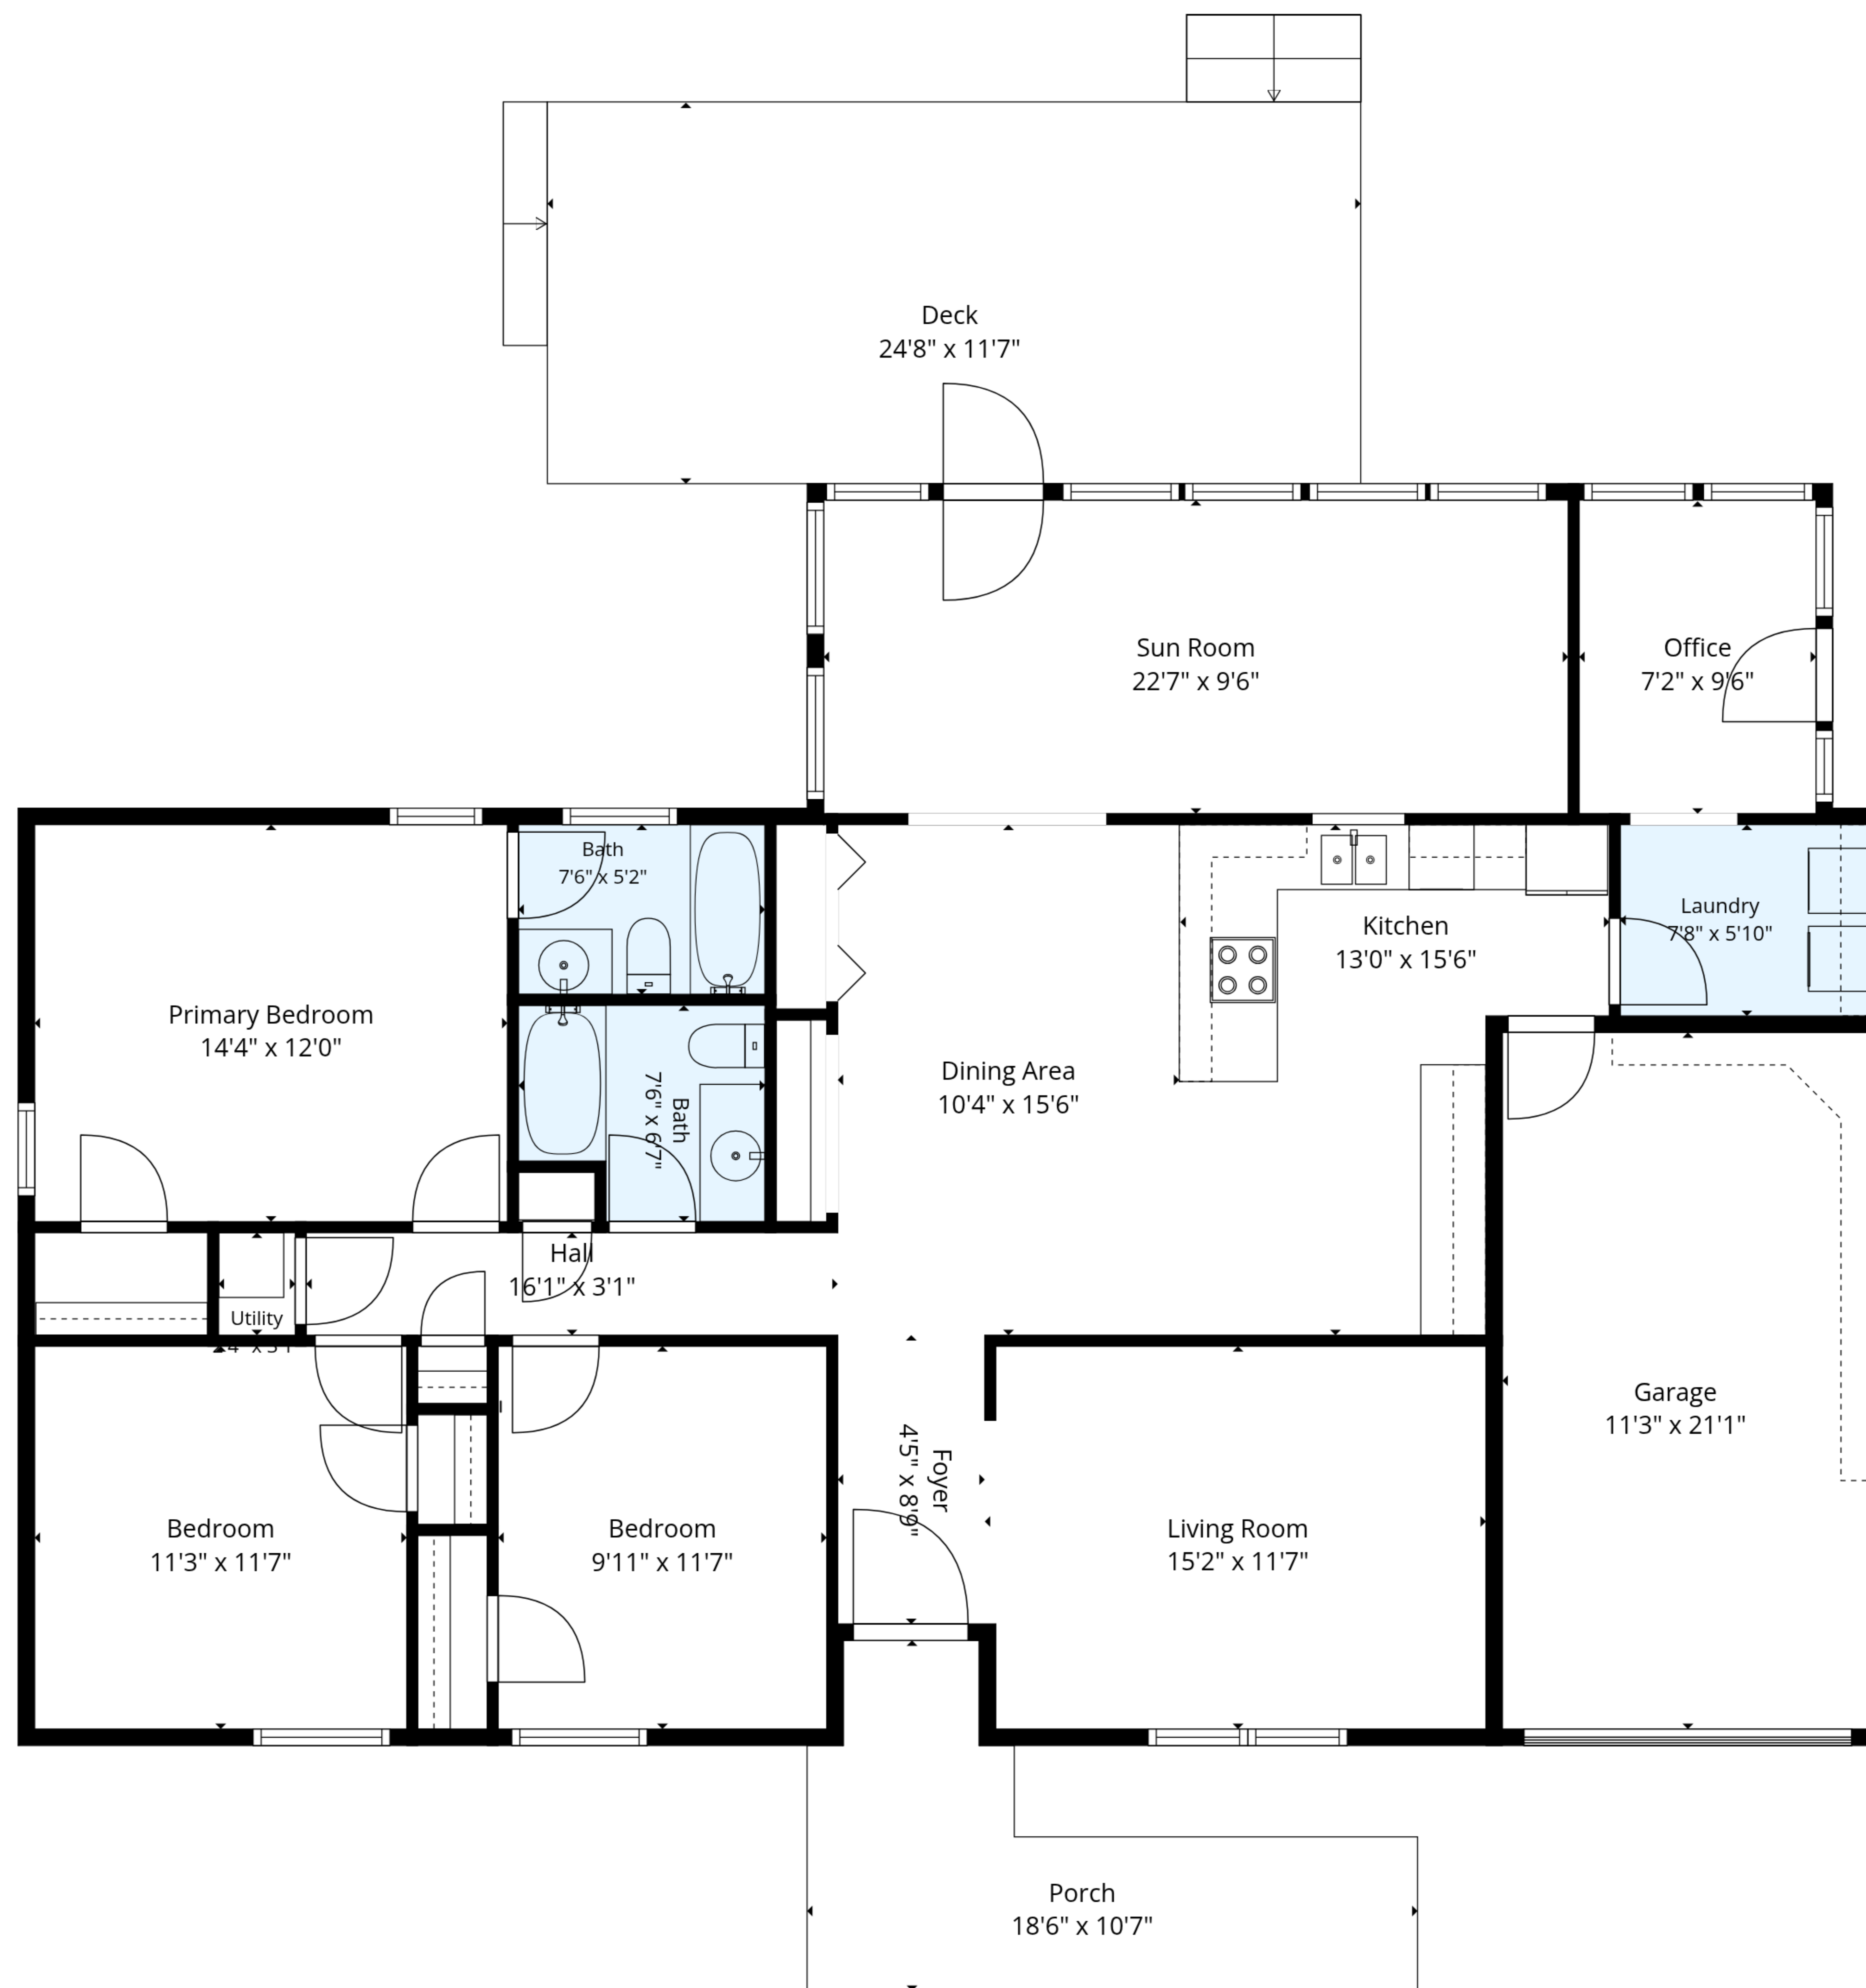 Deck
24'8" x 11'7"
Sun Room
22'7" x 9'6"
Office
7'2" x 9'6"
Bath
7'6" x 5'2"
Laundry
7'8" x 5'10"
Kitchen
13'0" x 15'6"
Primary Bedroom
14'4" x 12'0"
Dining Area
10'4" x 15'6"
Bath
7'6" x 6'7"
Hall
16'1" x 3'1"
Utility
Garage
11'3" x 21'1"
Foyer
4'5" x 8'9"
Bedroom
11'3" x 11'7"
Bedroom
9'11" x 11'7"
Living Room
15'2" x 11'7"
Porch
18'6" x 10'7"